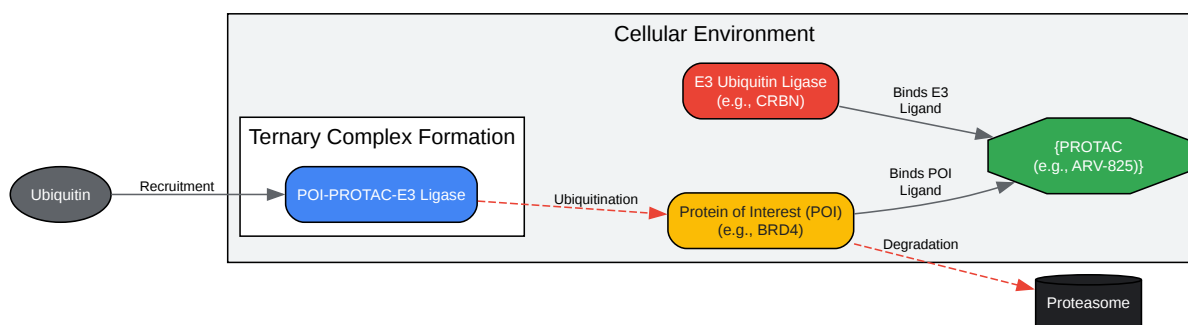 Cellular Environment
E3 Ubiquitin Ligase
(e.g., CRBN)
Binds E3
Ligand
Ternary Complex Formation
{PROTAC
(e.g., ARV-825)}
Ubiquitin
Recruitment
POI-PROTAC-E3 Ligase
Ubiquitination
Protein of Interest (POI)
(e.g., BRD4)
Binds POI
Ligand
Degradation
Proteasome